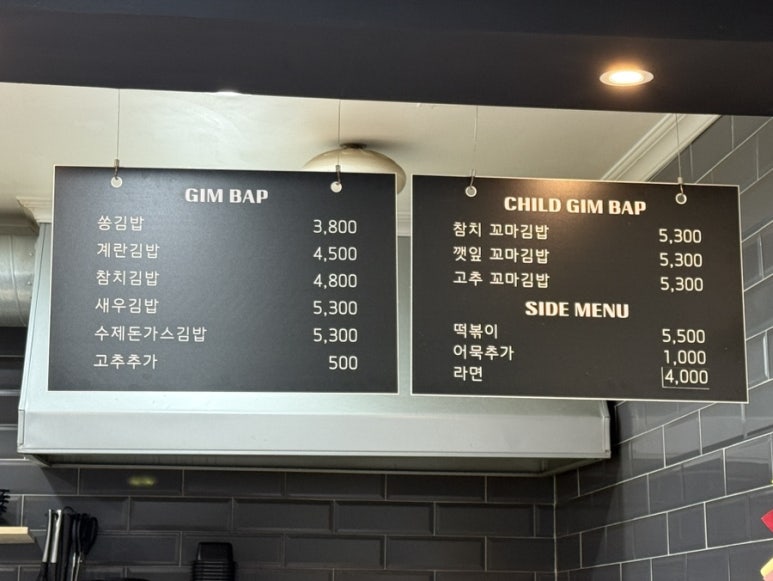 GIM BAP
쏭김밥 3,800
계란김밥 4,500
참치김밥 4,800
새우김밥 5,300
수제돈가스김밥 5,300
고추추가 500
CHILD GIM BAP
참치 꼬마김밥 5,300
깻잎 꼬마김밥 5,300
고추 꼬마김밥 5,300
SIDE MENU
떡볶이 5,500
어묵추가 1,000
라면 4,000